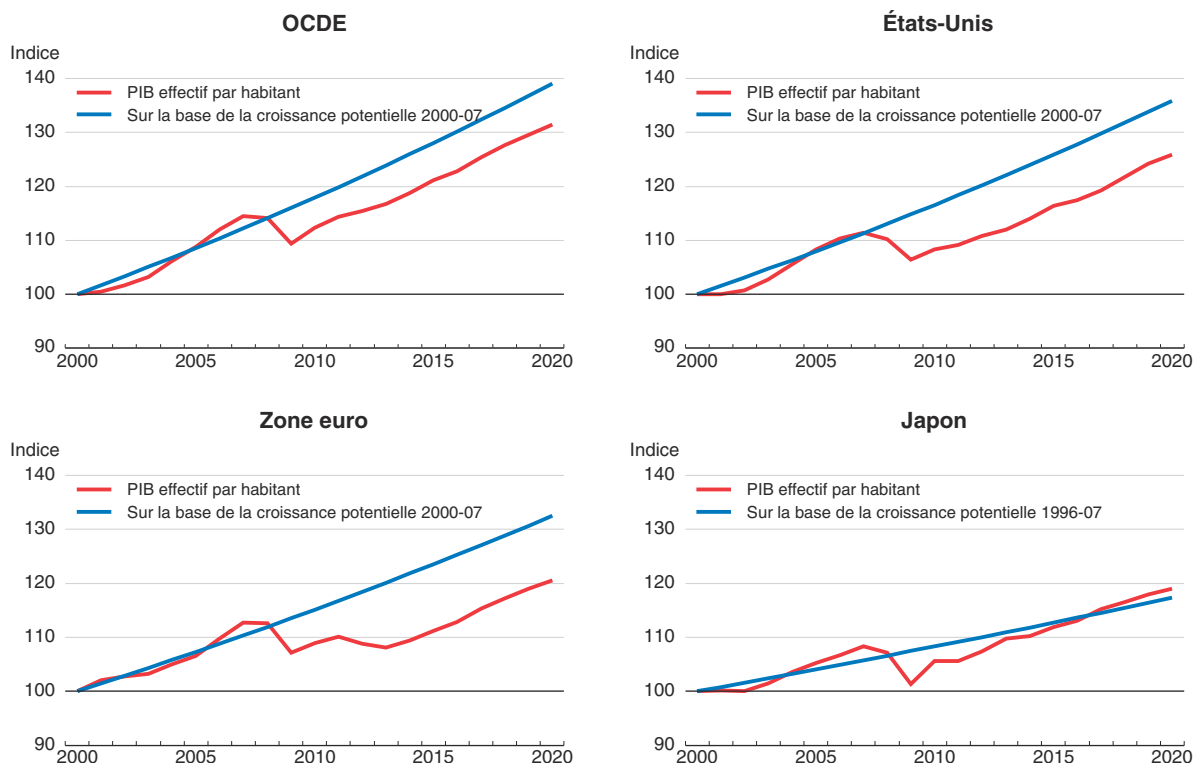 OCDE
Indice
140
PIB effectif par habitant
Sur la base de la croissance potentielle 2000-07
130
120
110
100
90
2000 2005 2010 2015 2020
États-Unis
Indice
140
PIB effectif par habitant
Sur la base de la croissance potentielle 2000-07
130
120
110
100
90
2000 2005 2010 2015 2020
Zone euro
Indice
140
PIB effectif par habitant
Sur la base de la croissance potentielle 2000-07
130
120
110
100
90
2000 2005 2010 2015 2020
Japon
Indice
140
PIB effectif par habitant
Sur la base de la croissance potentielle 1996-07
130
120
110
100
90
2000 2005 2010 2015 2020